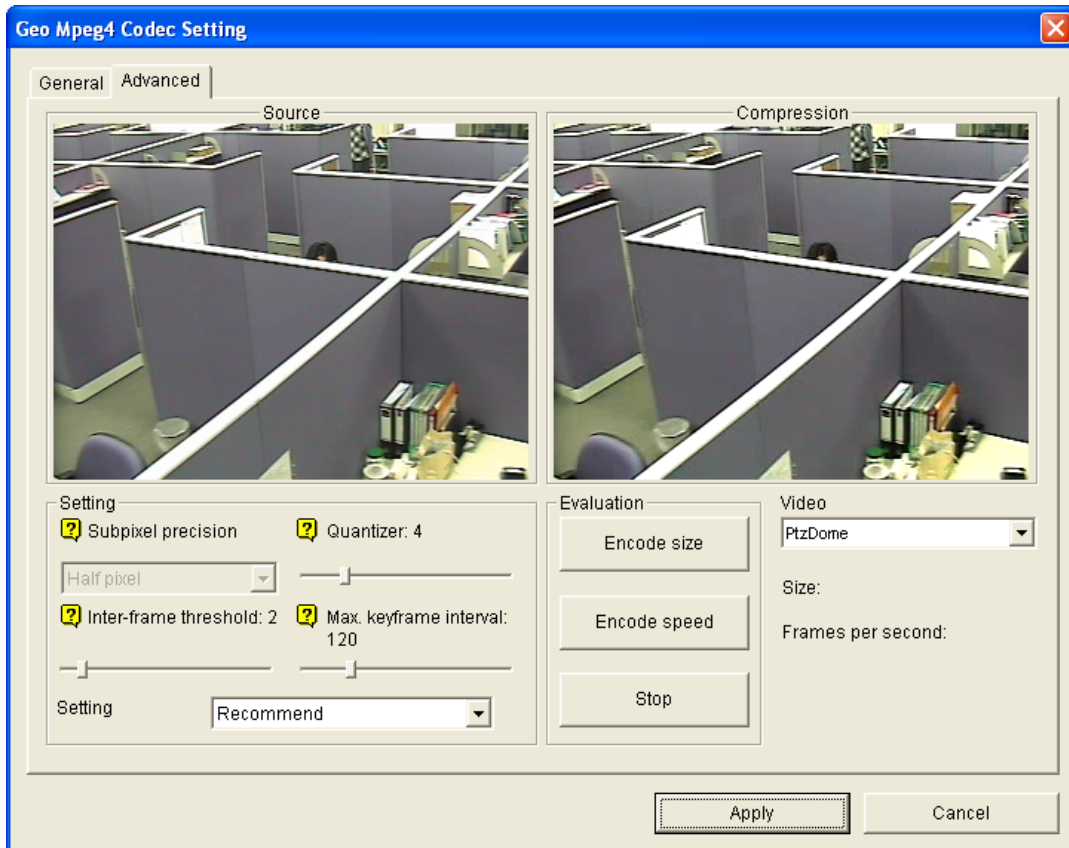 Geo Mpeg4 Codec Setting
General
Advanced
Source
Compression
Setting
Subpixel precision
Quantizer: 4
Half pixel
Inter-frame threshold: 2
Max. keyframe interval:
120
Setting
Recommend
Evaluation
Encode size
Encode speed
Stop
Video
PtzDome
Size:
Frames per second:
Apply
Cancel